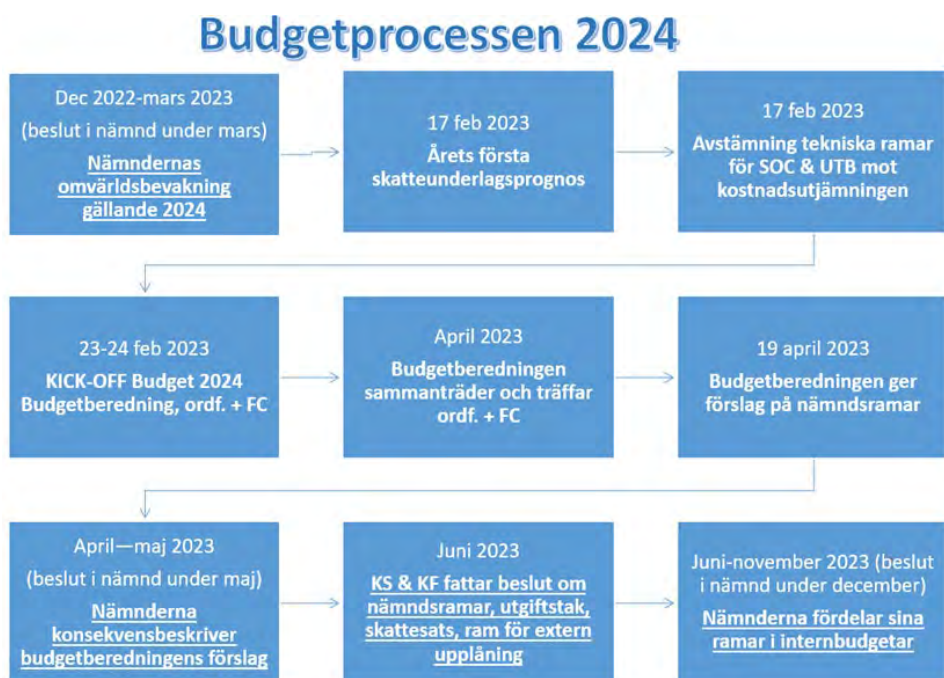 Budgetprocessen 2024
Dec 2022-mars 2023
(beslut i nämnd under mars)
Nämndernas
omvärldsbevakning
gällande 2024
17 feb 2023
Årets första
skatteunderlagsprognos
17 feb 2023
Avstämning tekniska ramar
för SOC & UTB mot
kostnadsutjämningen
23-24 feb 2023
KICK-OFF Budget 2024
Budgetberedning, ordf. + FC
April 2023
Budgetberedningen
sammanträder och träffar
ordf. + FC
19 april 2023
Budgetberedningen ger
förslag på nämndsramar
April—maj 2023
(beslut i nämnd under maj)
Nämnderna
konsekvensbeskriver
budgetberedningens förslag
Juni 2023
KS & KF fattar beslut om
nämndsramar, utgiftstak,
skattesats, ram för extern
upplåning
Juni-november 2023 (beslut
i nämnd under december)
Nämnderna fördelar sina
ramar i internbudgetar